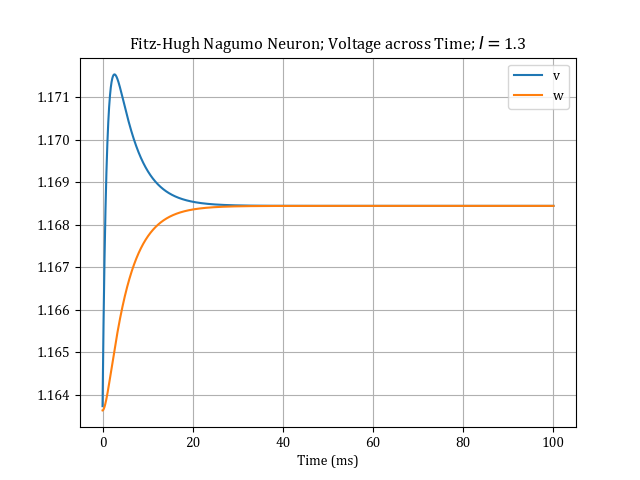 Fitz-Hugh Nagumo Neuron; Voltage across Time; I = 1.3
v
w
1.171
1.170
1.169
1.168
1.167
1.166
1.165
1.164
0 20 40 60 80 100
Time (ms)